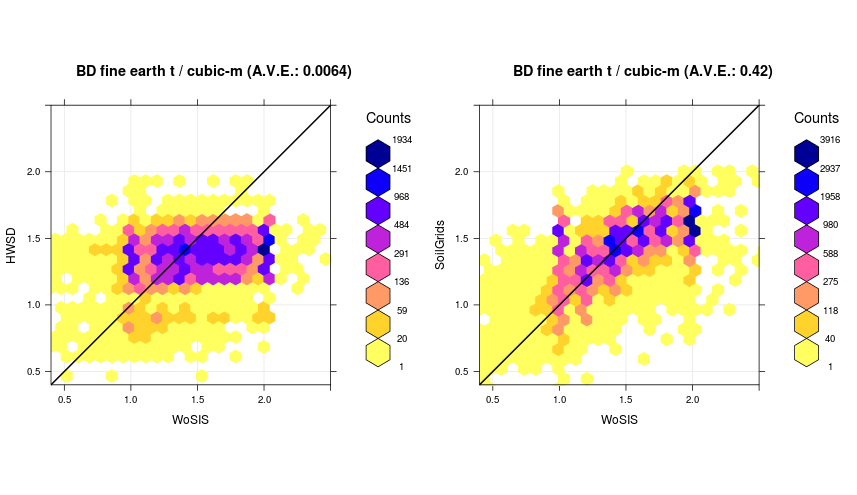 BD fine earth t / cubic-m (A.V.E.: 0.0064)
HWSD
2.0
1.5
1.0
0.5
0.5 1.0 1.5 2.0
WoSIS
Counts
1934
1451
968
484
291
136
59
20
1
BD fine earth t / cubic-m (A.V.E.: 0.42)
SoilGrids
2.0
1.5
1.0
0.5
0.5 1.0 1.5 2.0
WoSIS
Counts
3916
2937
1958
980
588
275
118
40
1